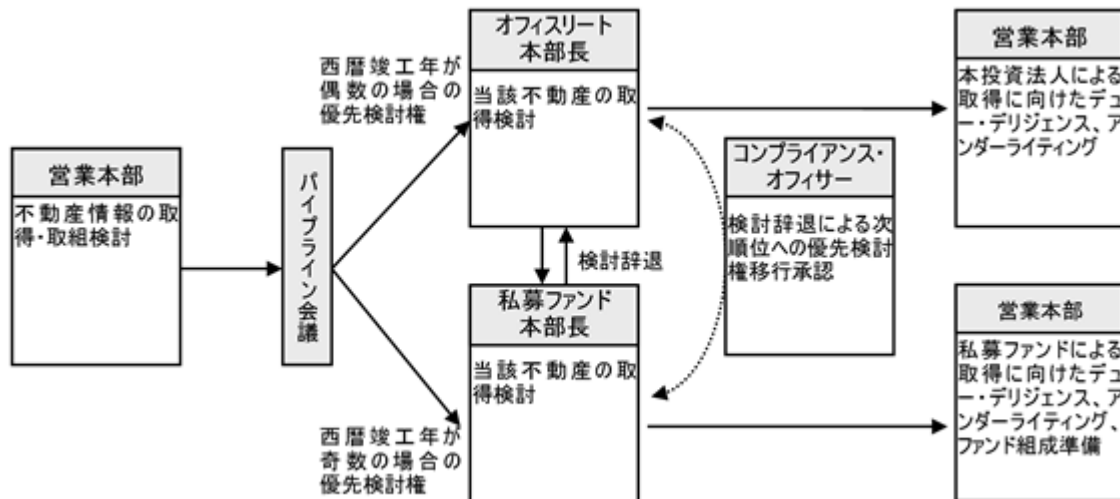 営業本部
不動産情報の取
得・取組検討
パイプライン会議
西暦竣工年が
偶数の場合の
優先検討権
西暦竣工年が
奇数の場合の
優先検討権
オフィスリート
本部長
当該不動産の取
得検討
検討辞退
私募ファンド
本部長
当該不動産の取
得検討
コンプライアンス・
オフィサー
検討辞退による次
順位への優先検討
権移行承認
営業本部
本投資法人による
取得に向けたデュ
ー・デリジェンス、ア
ンダーライティング
営業本部
私募ファンドによる
取得に向けたデュ
ー・デリジェンス、ア
ンダーライティング、
ファンド組成準備